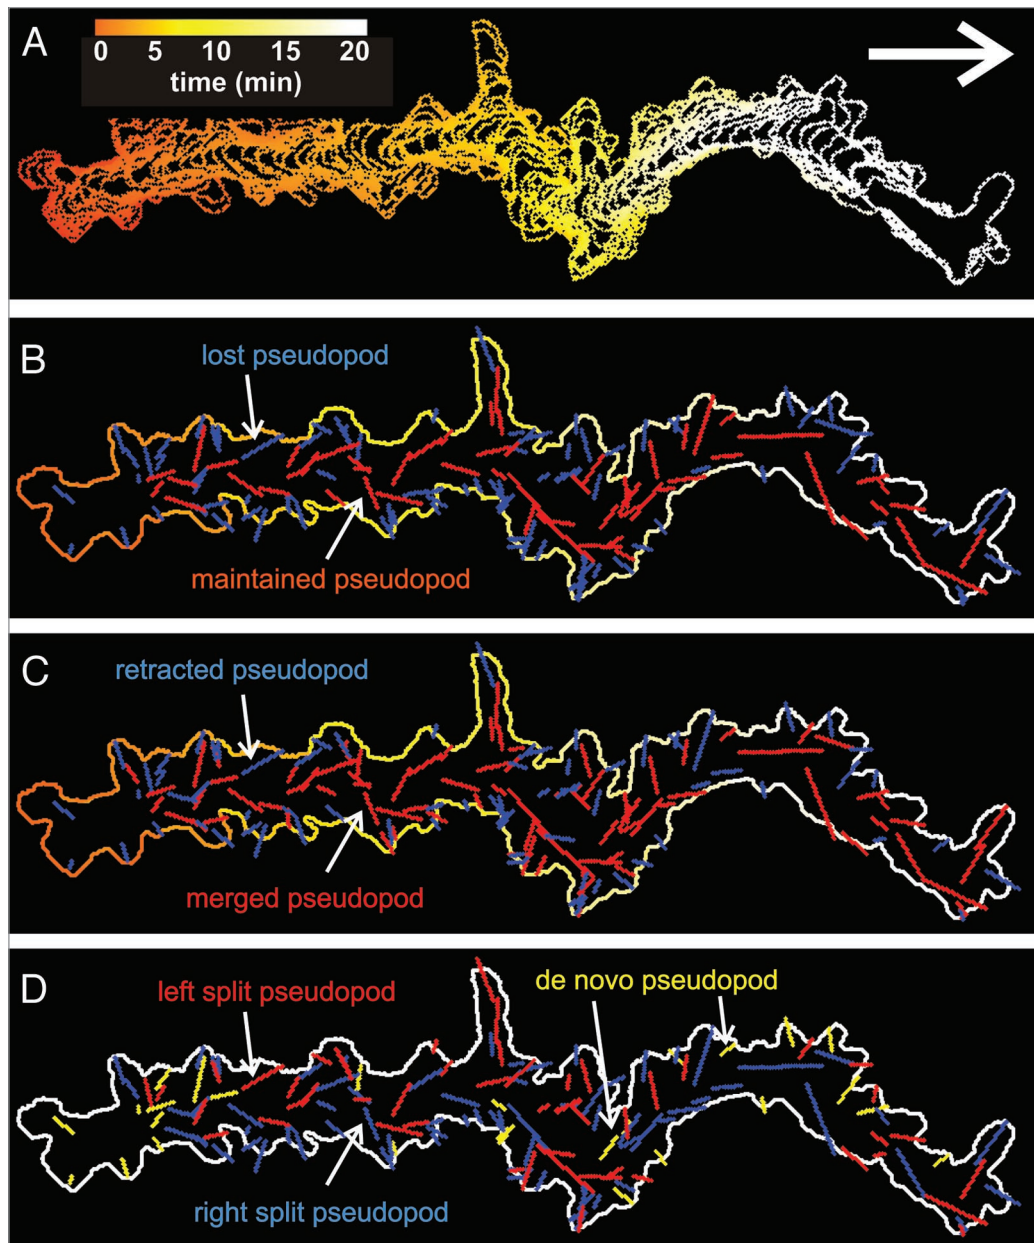 A
0 5 10 15 20
time (min)
B
lost pseudopod
maintained pseudopod
C
retracted pseudopod
merged pseudopod
D
left split pseudopod
de novo pseudopod
right split pseudopod